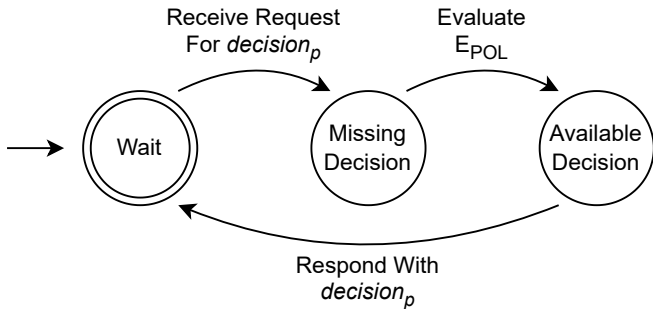 Receive Request
For decision_p
Evaluate
E_POL
Wait
Missing
Decision
Available
Decision
Respond With
decision_p